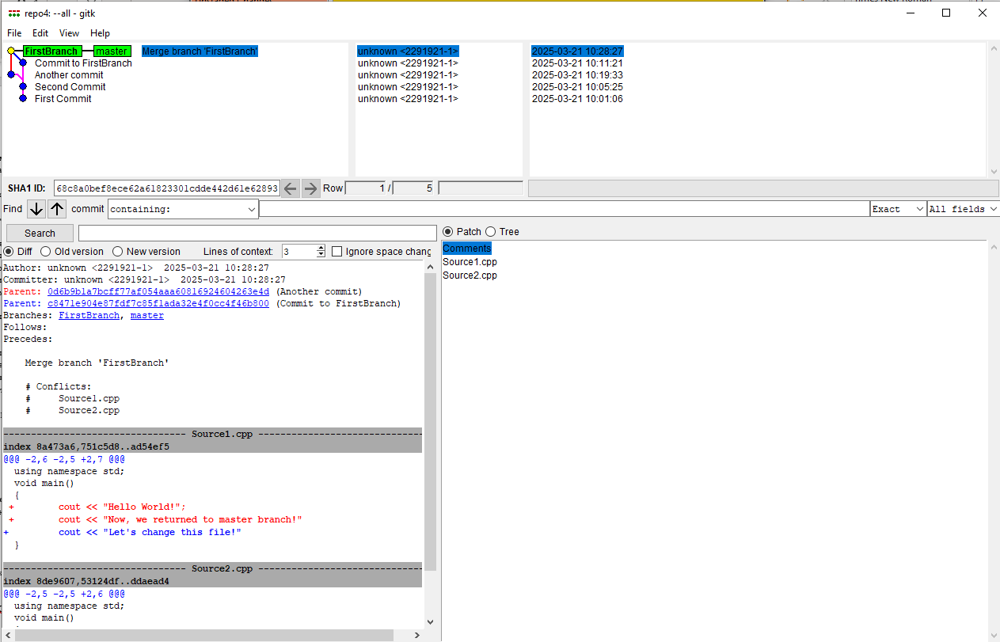 repo4: --all - gitk
File Edit View Help
FirstBranch master Merge branch 'FirstBranch' unknown <2291921-1> 2025-03-21 10:28:27
Commit to FirstBranch unknown <2291921-1> 2025-03-21 10:11:21
Another commit unknown <2291921-1> 2025-03-21 10:19:33
Second Commit unknown <2291921-1> 2025-03-21 10:05:25
First Commit unknown <2291921-1> 2025-03-21 10:01:06
SHA1 ID: 68c8a0bef8ece62a61823301cdde442d61e62893 Row 1 / 5
Find commit containing: Exact All fields
Search
Patch Tree
Diff Old version New version Lines of context: 3 Ignore space chang
Comments
Source1.cpp
Source2.cpp
Author: unknown <2291921-1>  2025-03-21 10:28:27
Committer: unknown <2291921-1>  2025-03-21 10:28:27
Parent: 0d6b9b1a7bcff77af054aaa60816924604263e4d (Another commit)
Parent: c8471e904e87fdf7c85f1ada32e4f0cc4f46b800 (Commit to FirstBranch)
Branches: FirstBranch, master
Follows:
Precedes:
Merge branch 'FirstBranch'
# Conflicts:
#     Source1.cpp
#     Source2.cpp
--------------------------------- Source1.cpp ------------------------------
index 8a473a6,751c5d8..ad54ef5
@@@ -2,6 -2,5 +2,7 @@@
using namespace std;
void main()
{
+        cout << "Hello World!";
+        cout << "Now, we returned to master branch!"
+         cout << "Let's change this file!"
}
--------------------------------- Source2.cpp ------------------------------
index 8de9607,53124df..ddaead4
@@@ -2,5 -2,5 +2,6 @@@
using namespace std;
void main()